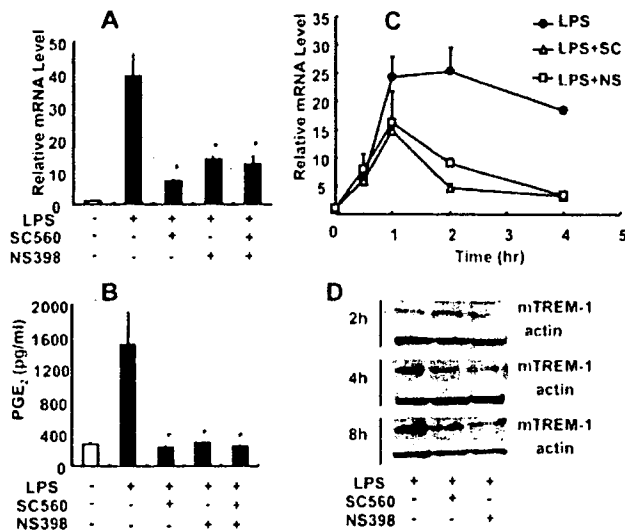 A
Relative mRNA Level
50
40
30
20
10
0
LPS - + + + +
SC560 - - + - +
NS398 - - - + +
B
PGE2 (pg/ml)
2000
1600
1200
800
400
0
LPS - + + + +
SC560 - - + - +
NS398 - - - + +
C
LPS
LPS+SC
LPS+NS
Relative mRNA Level
35
30
25
20
15
10
5
0 1 2 3 4
Time (hr)
D
2h mTREM-1
actin
4h mTREM-1
actin
8h mTREM-1
actin
LPS + + +
SC560 +
NS398 +